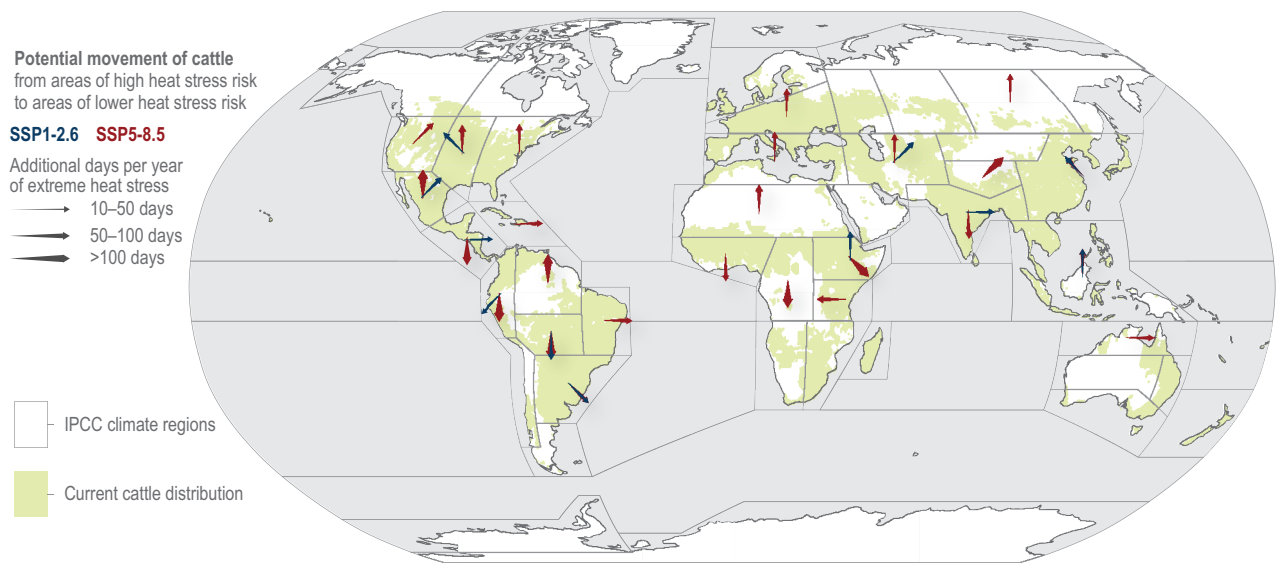 Potential movement of cattle
from areas of high heat stress risk
to areas of lower heat stress risk
SSP1-2.6 SSP5-8.5
Additional days per year
of extreme heat stress
10–50 days
50–100 days
>100 days
IPCC climate regions
Current cattle distribution